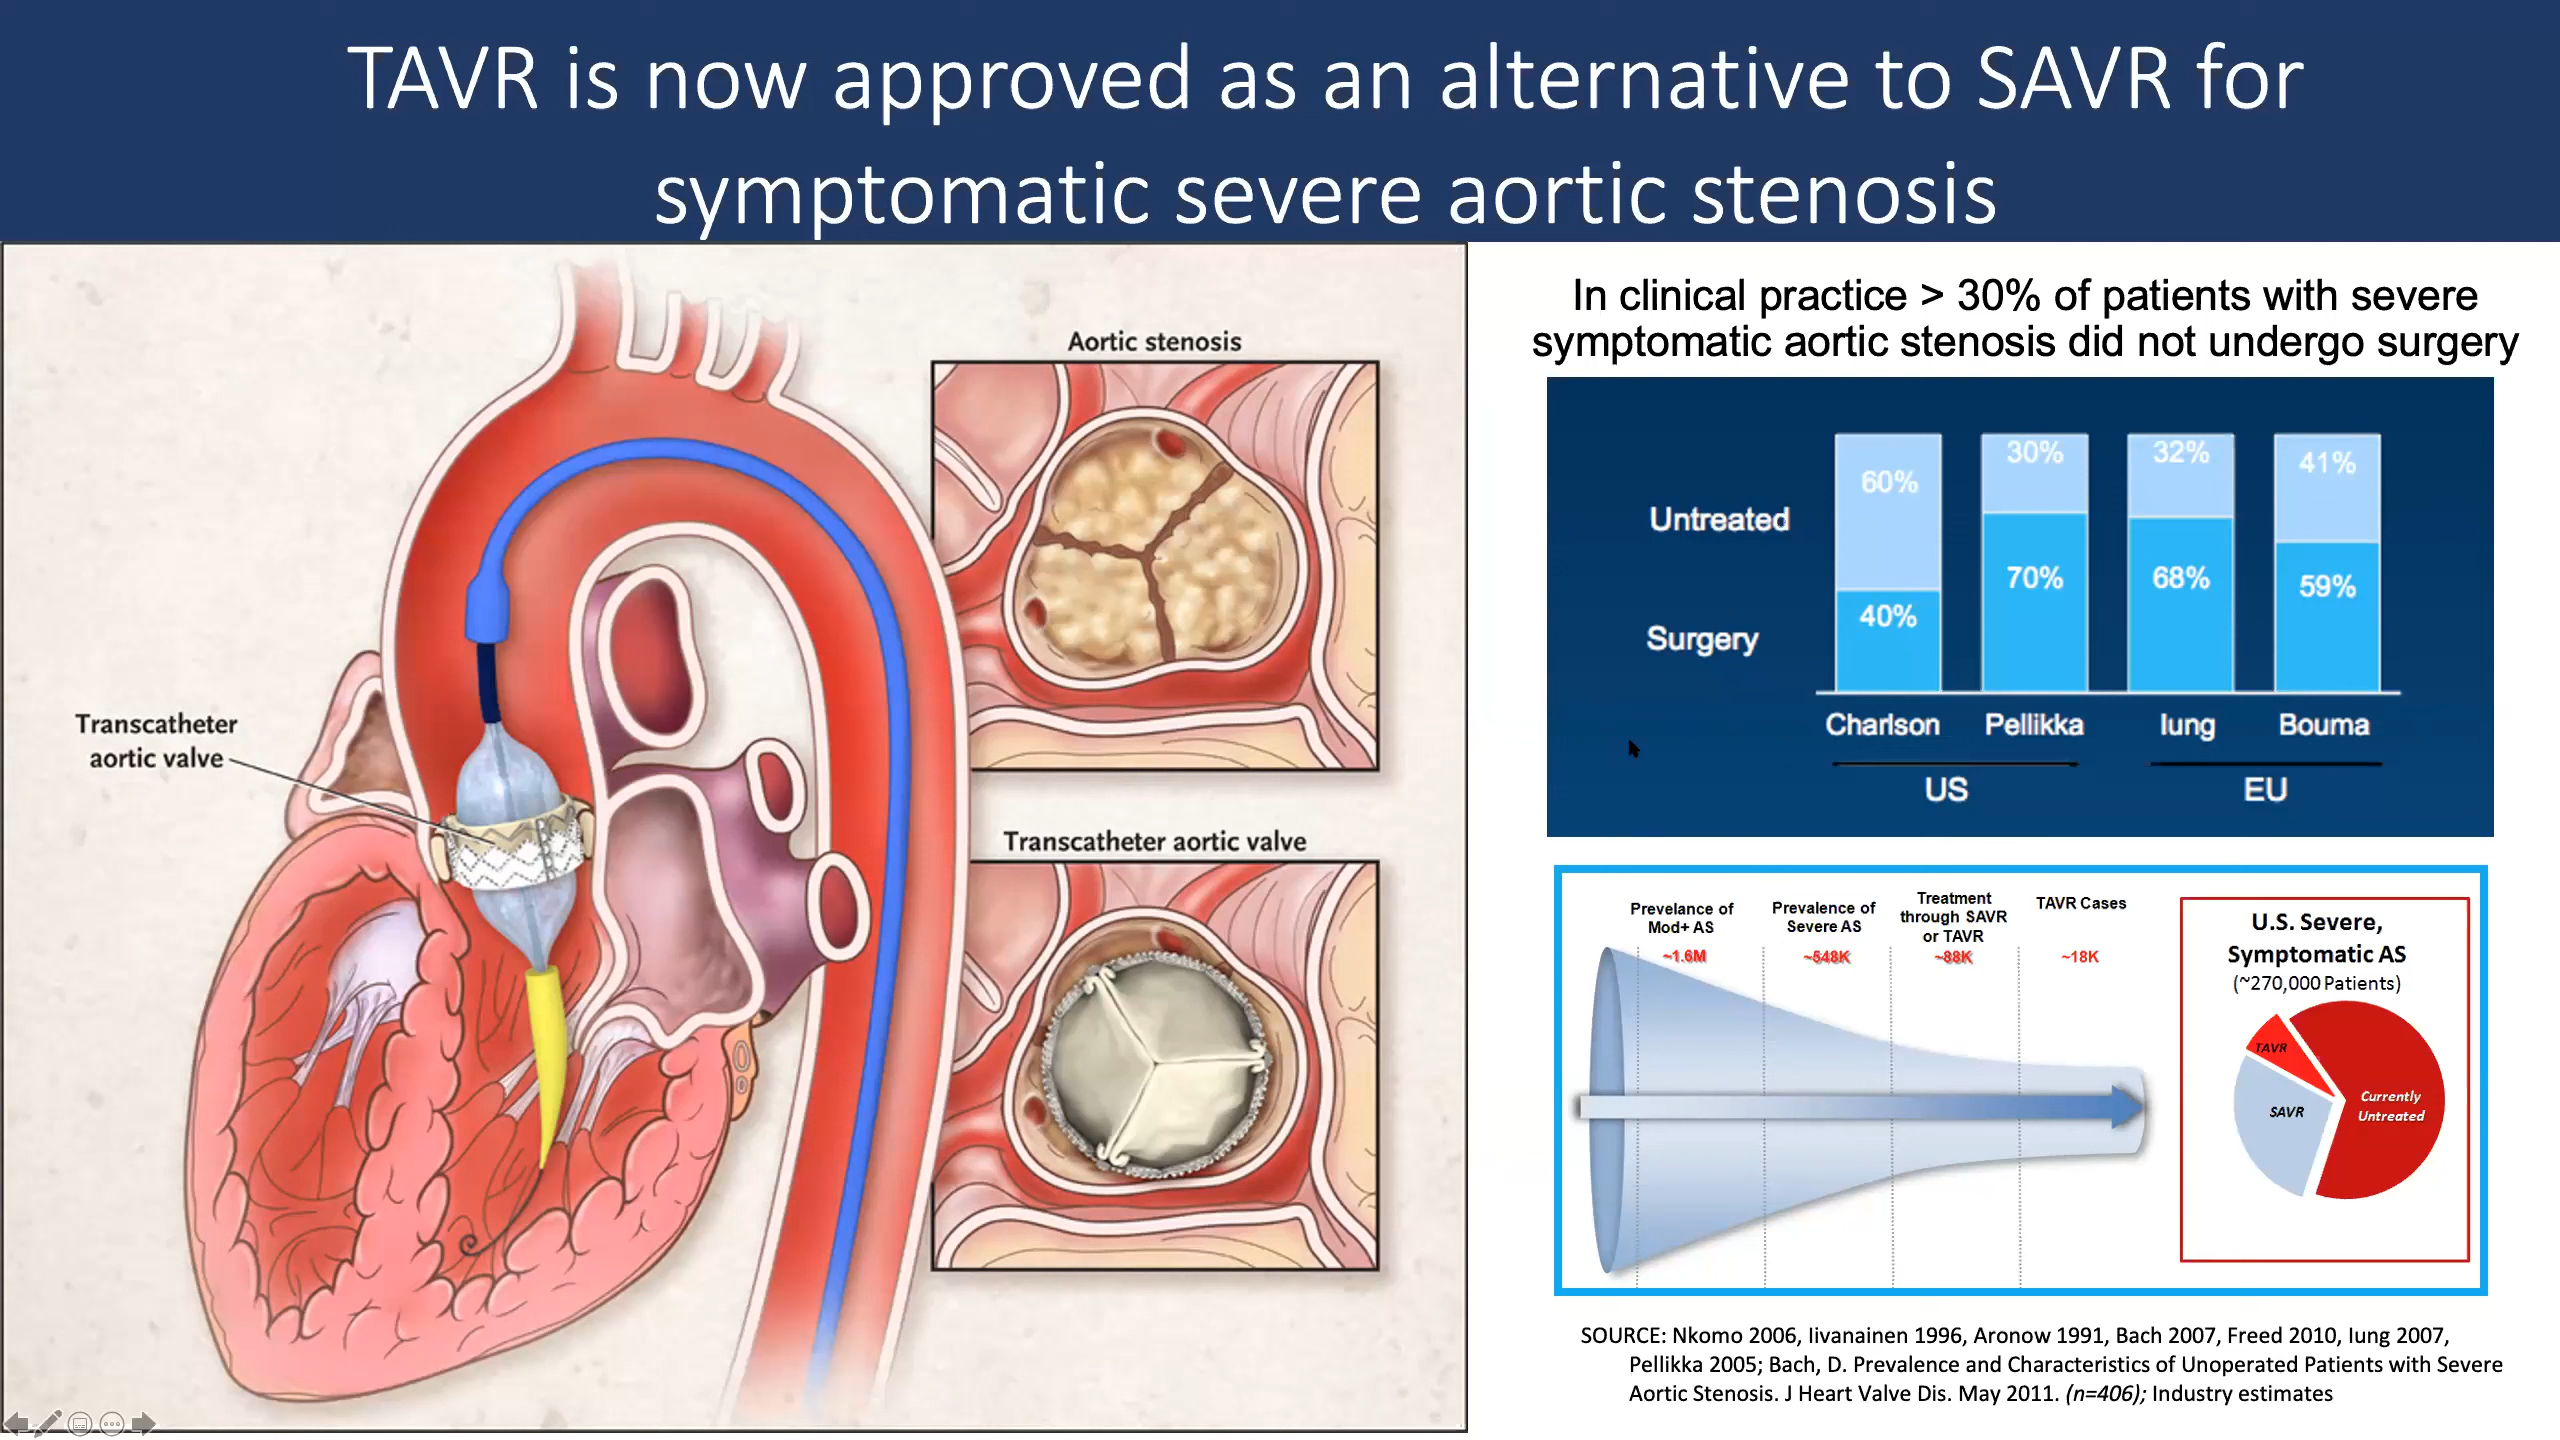 TAVR is now approved as an alternative to SAVR for
symptomatic severe aortic stenosis
Aortic stenosis
Transcatheter
aortic valve
Transcatheter aortic valve
In clinical practice > 30% of patients with severe
symptomatic aortic stenosis did not undergo surgery
60%
30%
32%
41%
Untreated
70%
68%
59%
40%
Surgery
Charlson
Pellikka
Iung
Bouma
US
EU
Prevelance of
Mod+ AS
~1.6M
Prevalence of
Severe AS
~548K
Treatment
through SAVR
or TAVR
~88K
TAVR Cases
~18K
U.S. Severe,
Symptomatic AS
(~270,000 Patients)
TAVR
SAVR
Currently
Untreated
SOURCE: Nkomo 2006, Iivanainen 1996, Aronow 1991, Bach 2007, Freed 2010, Iung 2007,
Pellikka 2005; Bach, D. Prevalence and Characteristics of Unoperated Patients with Severe
Aortic Stenosis. J Heart Valve Dis. May 2011. (n=406); Industry estimates